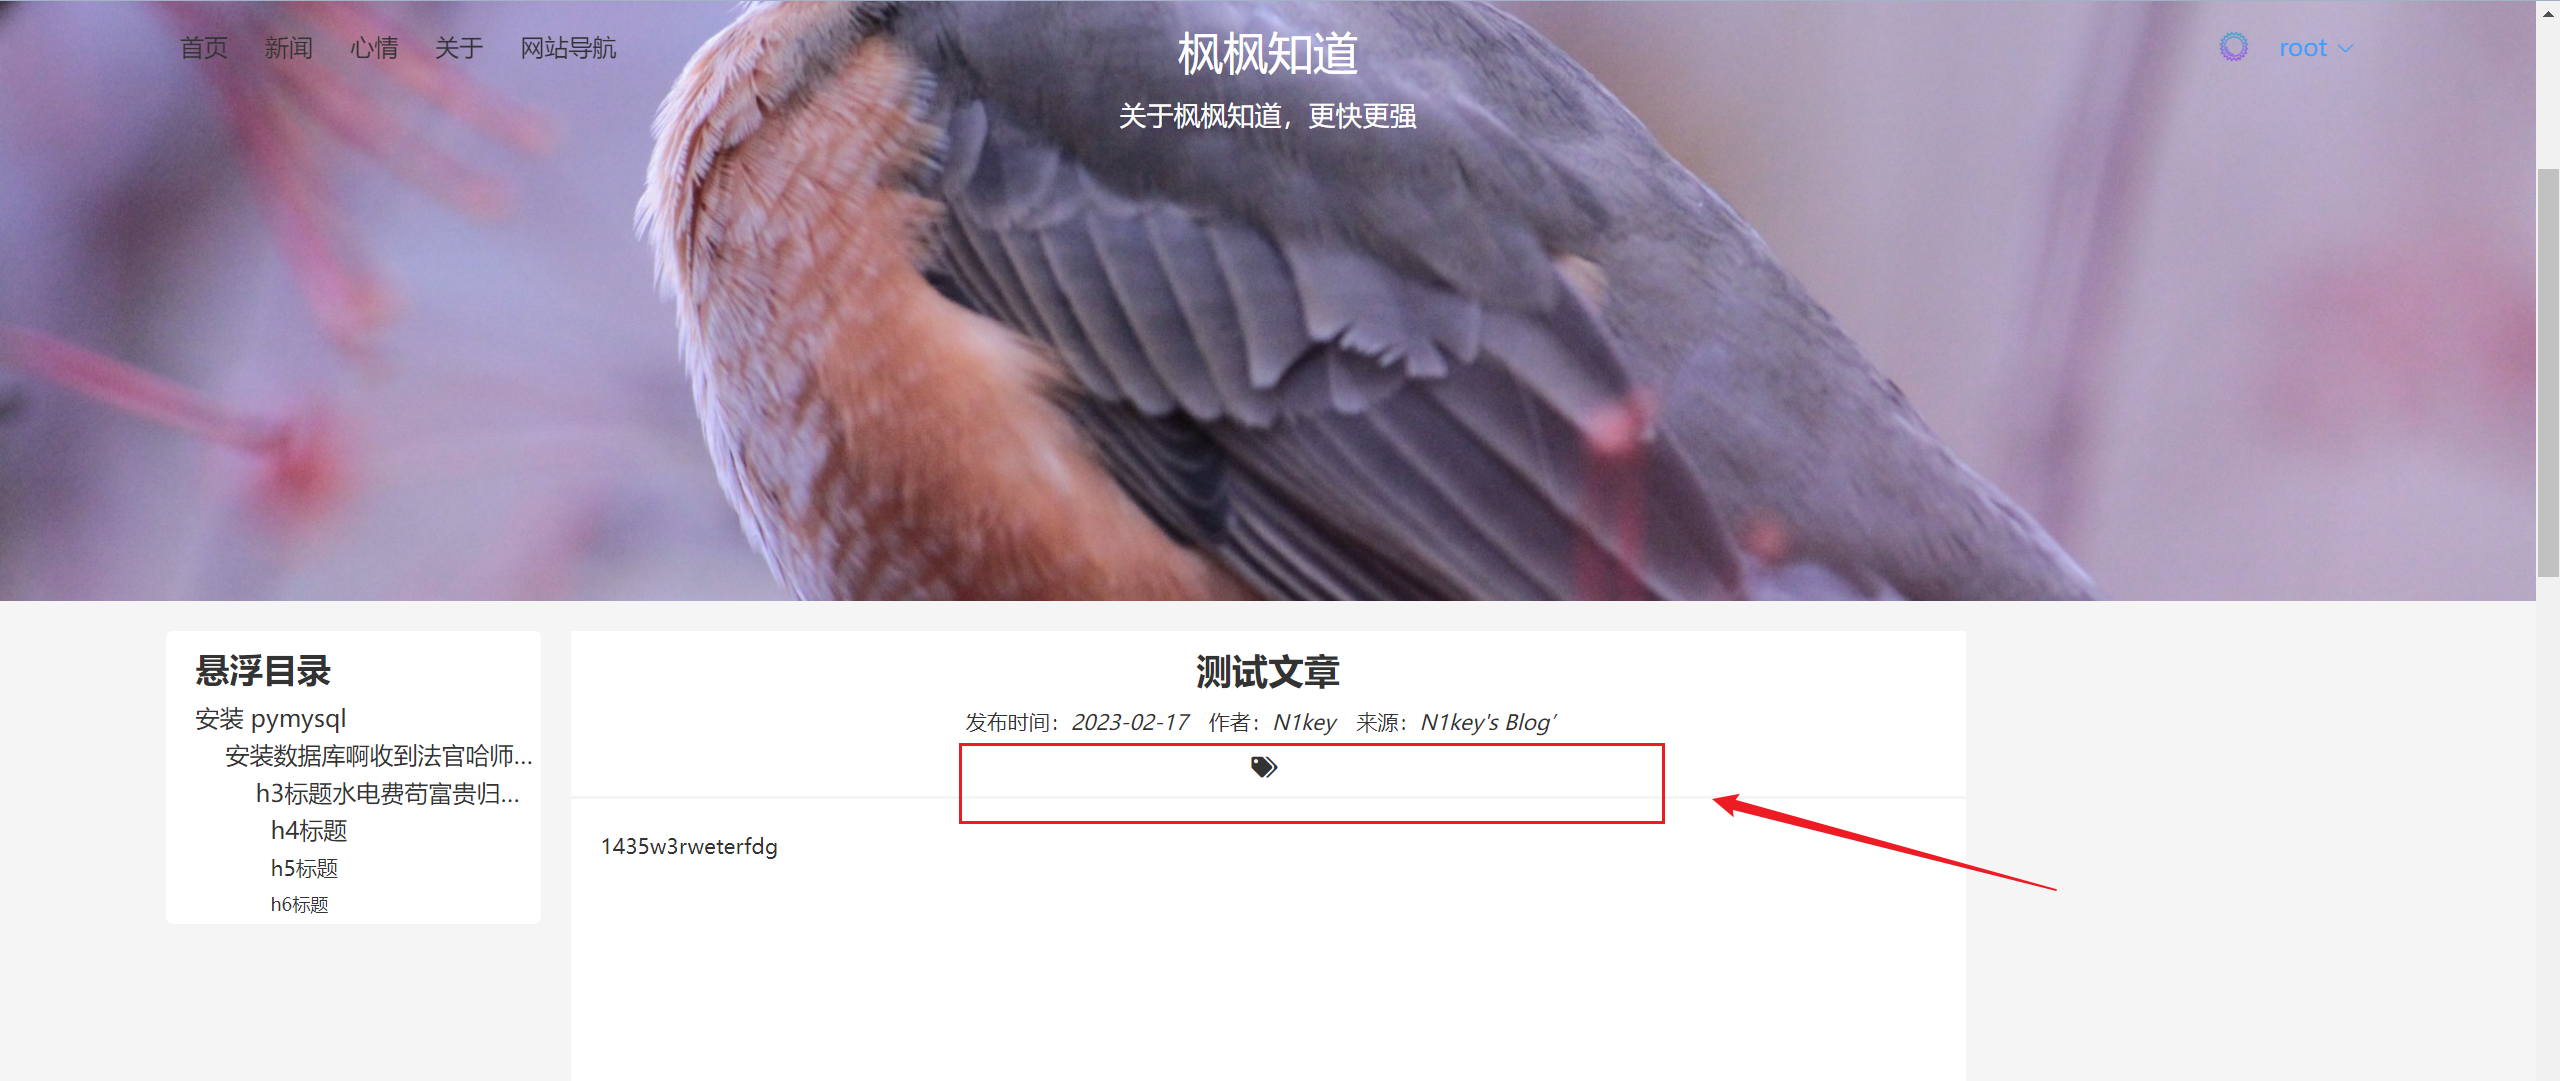 首页 新闻 心情 关于 网站导航
枫枫知道
root
关于枫枫知道，更快更强
悬浮目录
安装 pymysql
安装数据库啊收到法官哈师...
h3标题水电费苟富贵归...
h4标题
h5标题
h6标题
测试文章
发布时间：2023-02-17 作者：N1key 来源：N1key's Blog’
1435w3rweterfdg